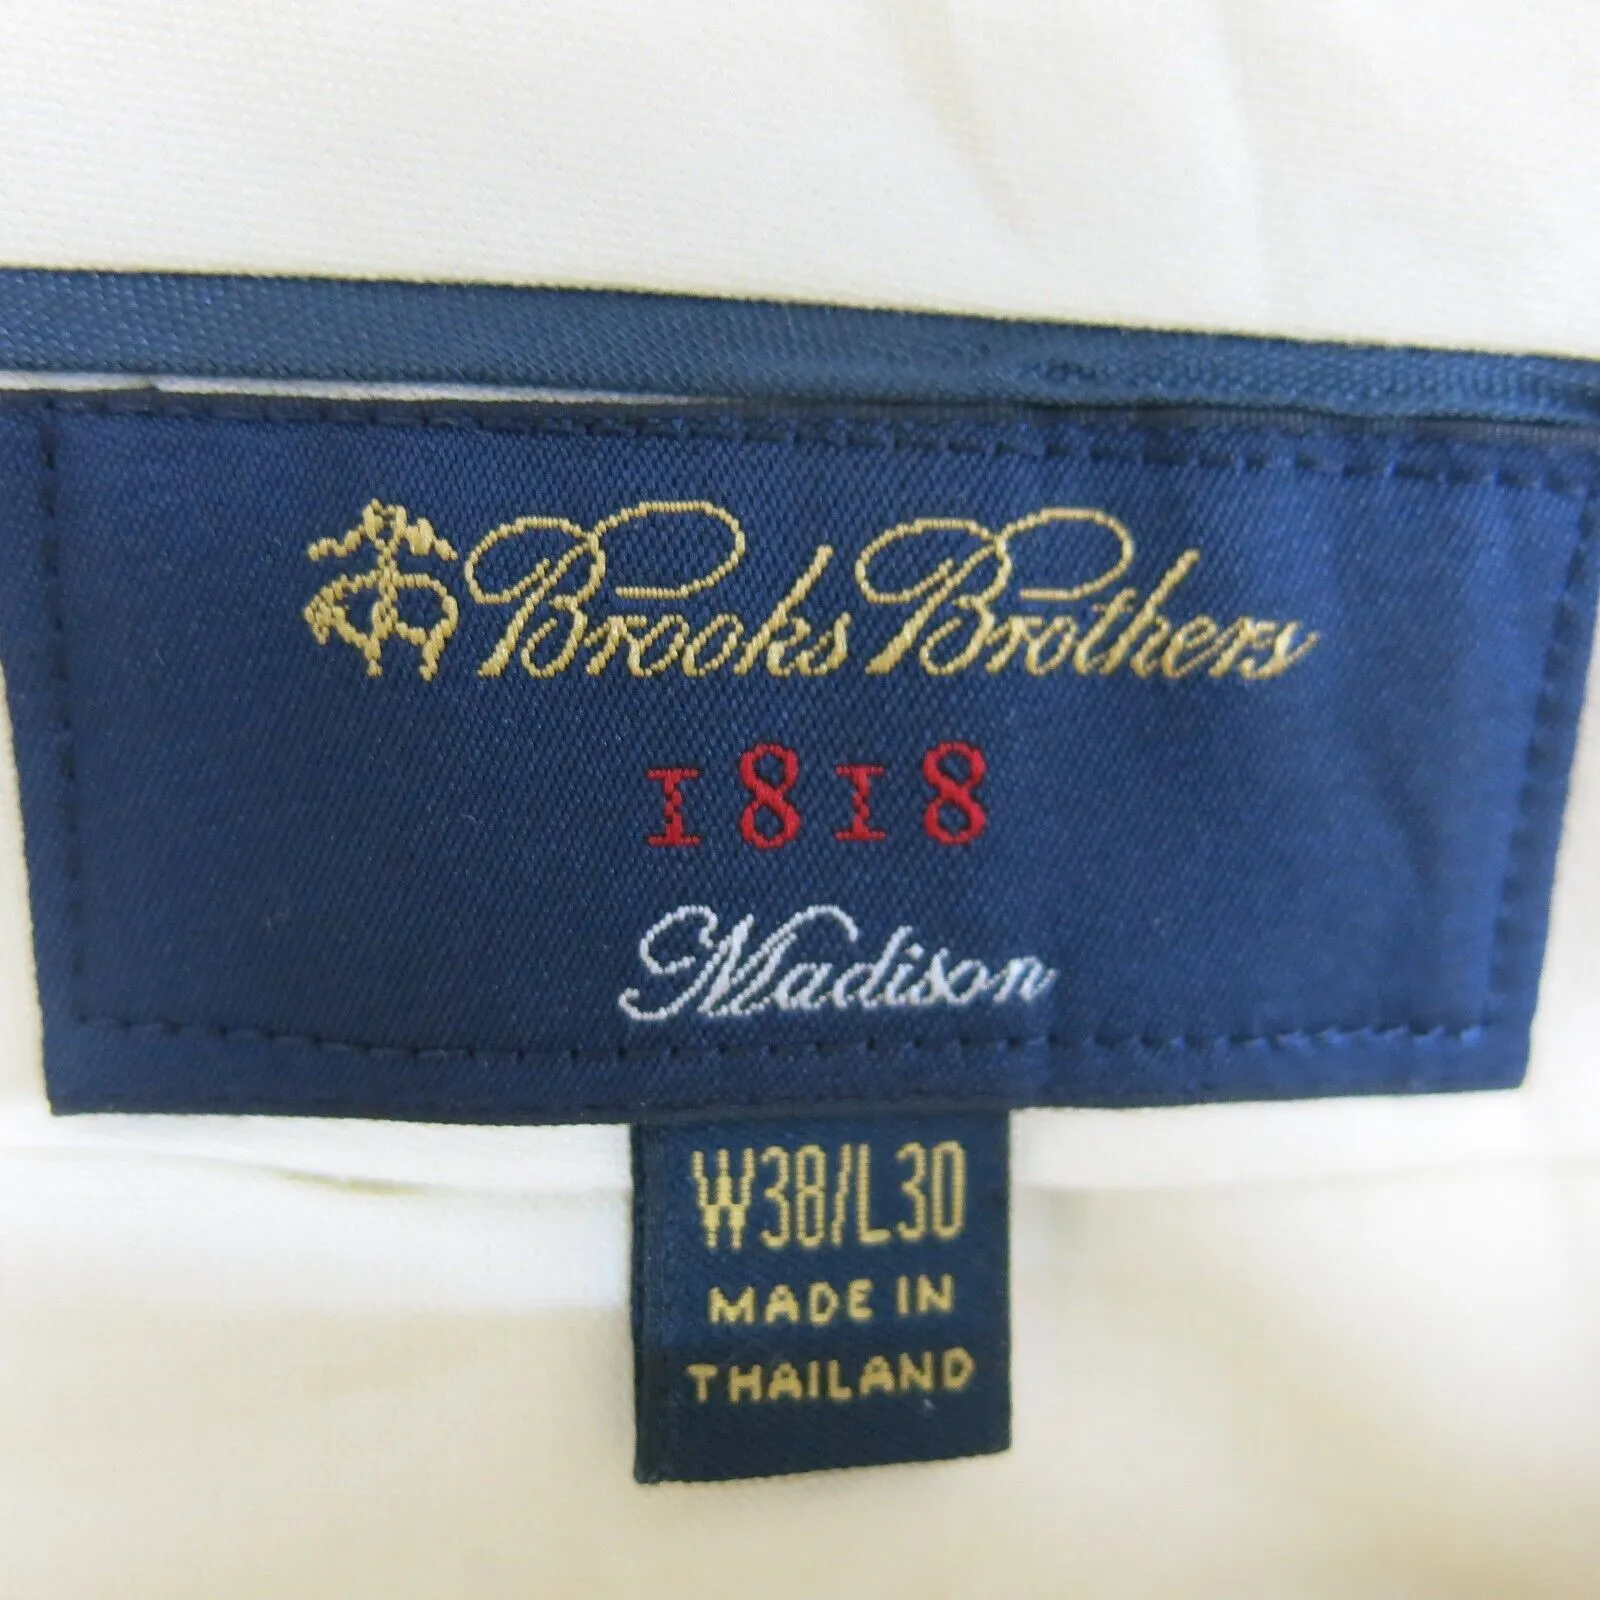 Brooks Brothers
1818
Madison
W38/L30
MADE IN
THAILAND